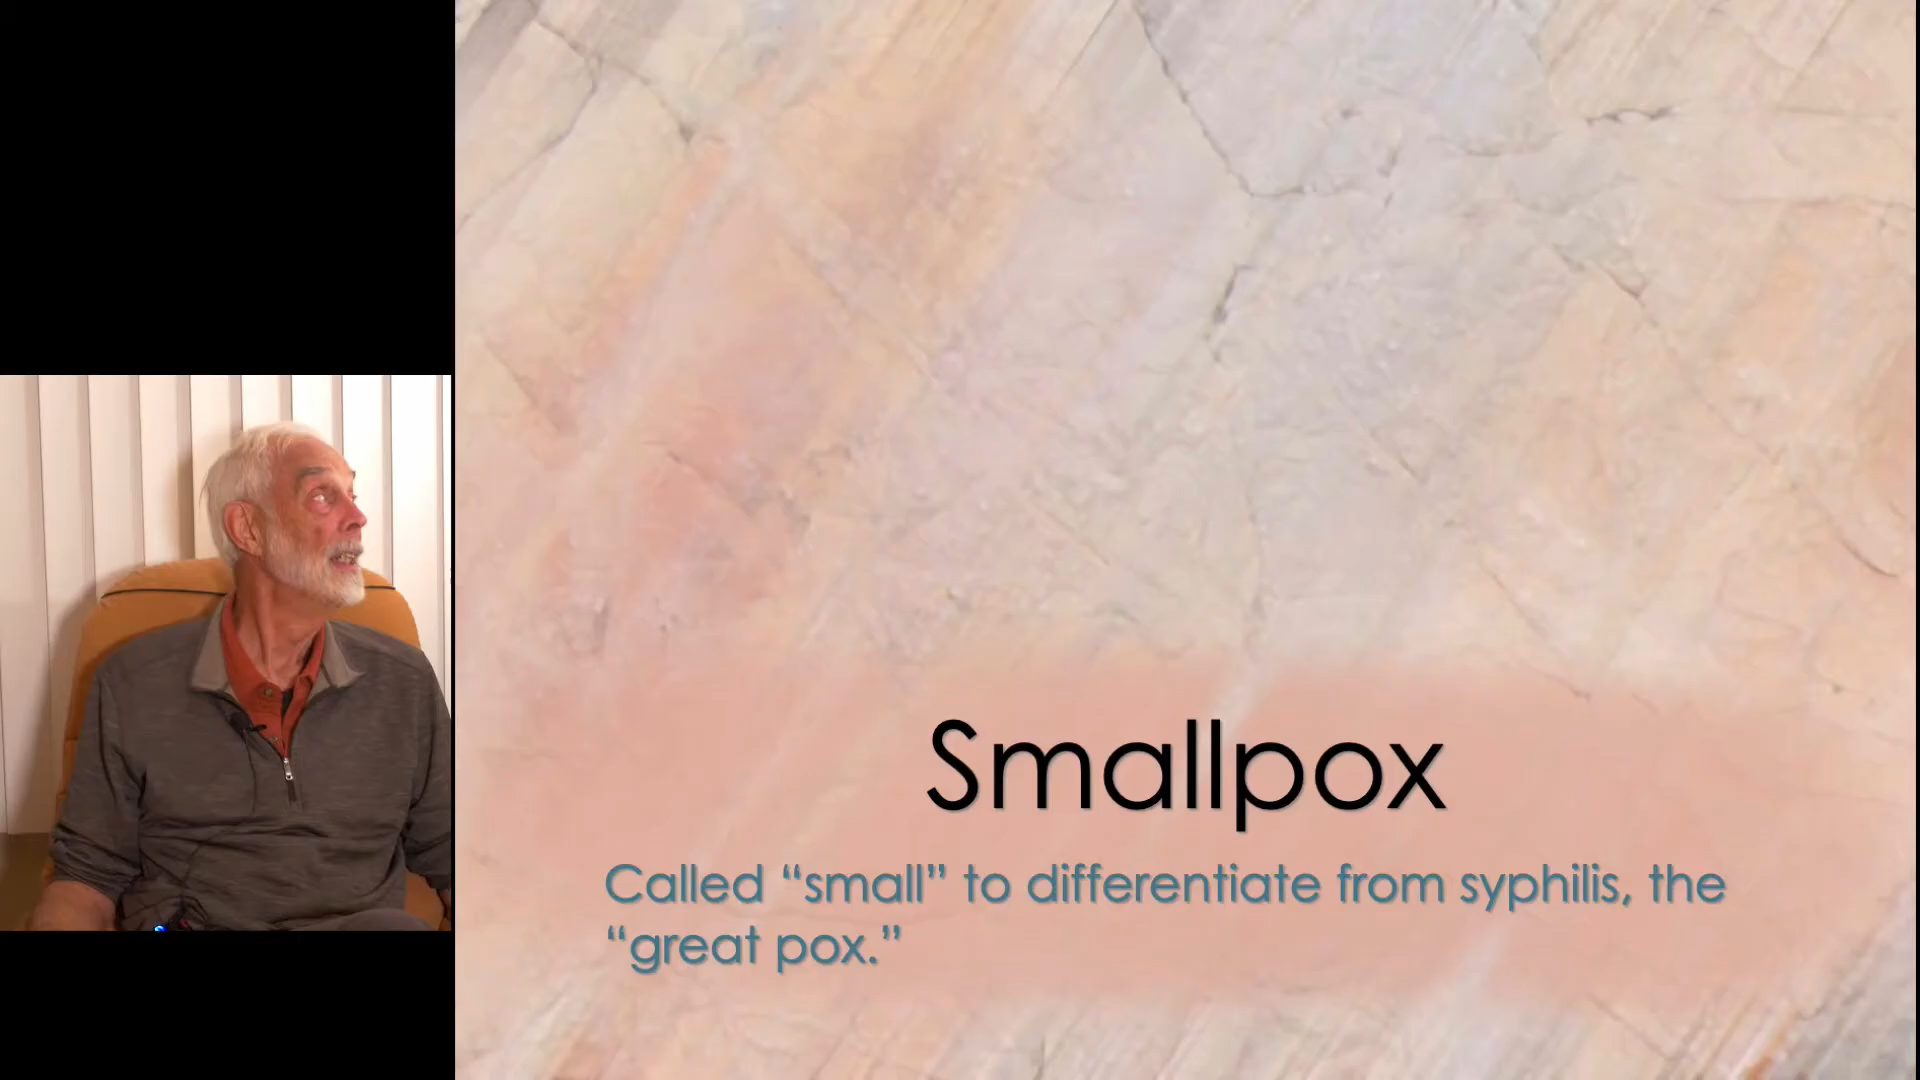 Smallpox
Called “small” to differentiate from syphilis, the
“great pox.”